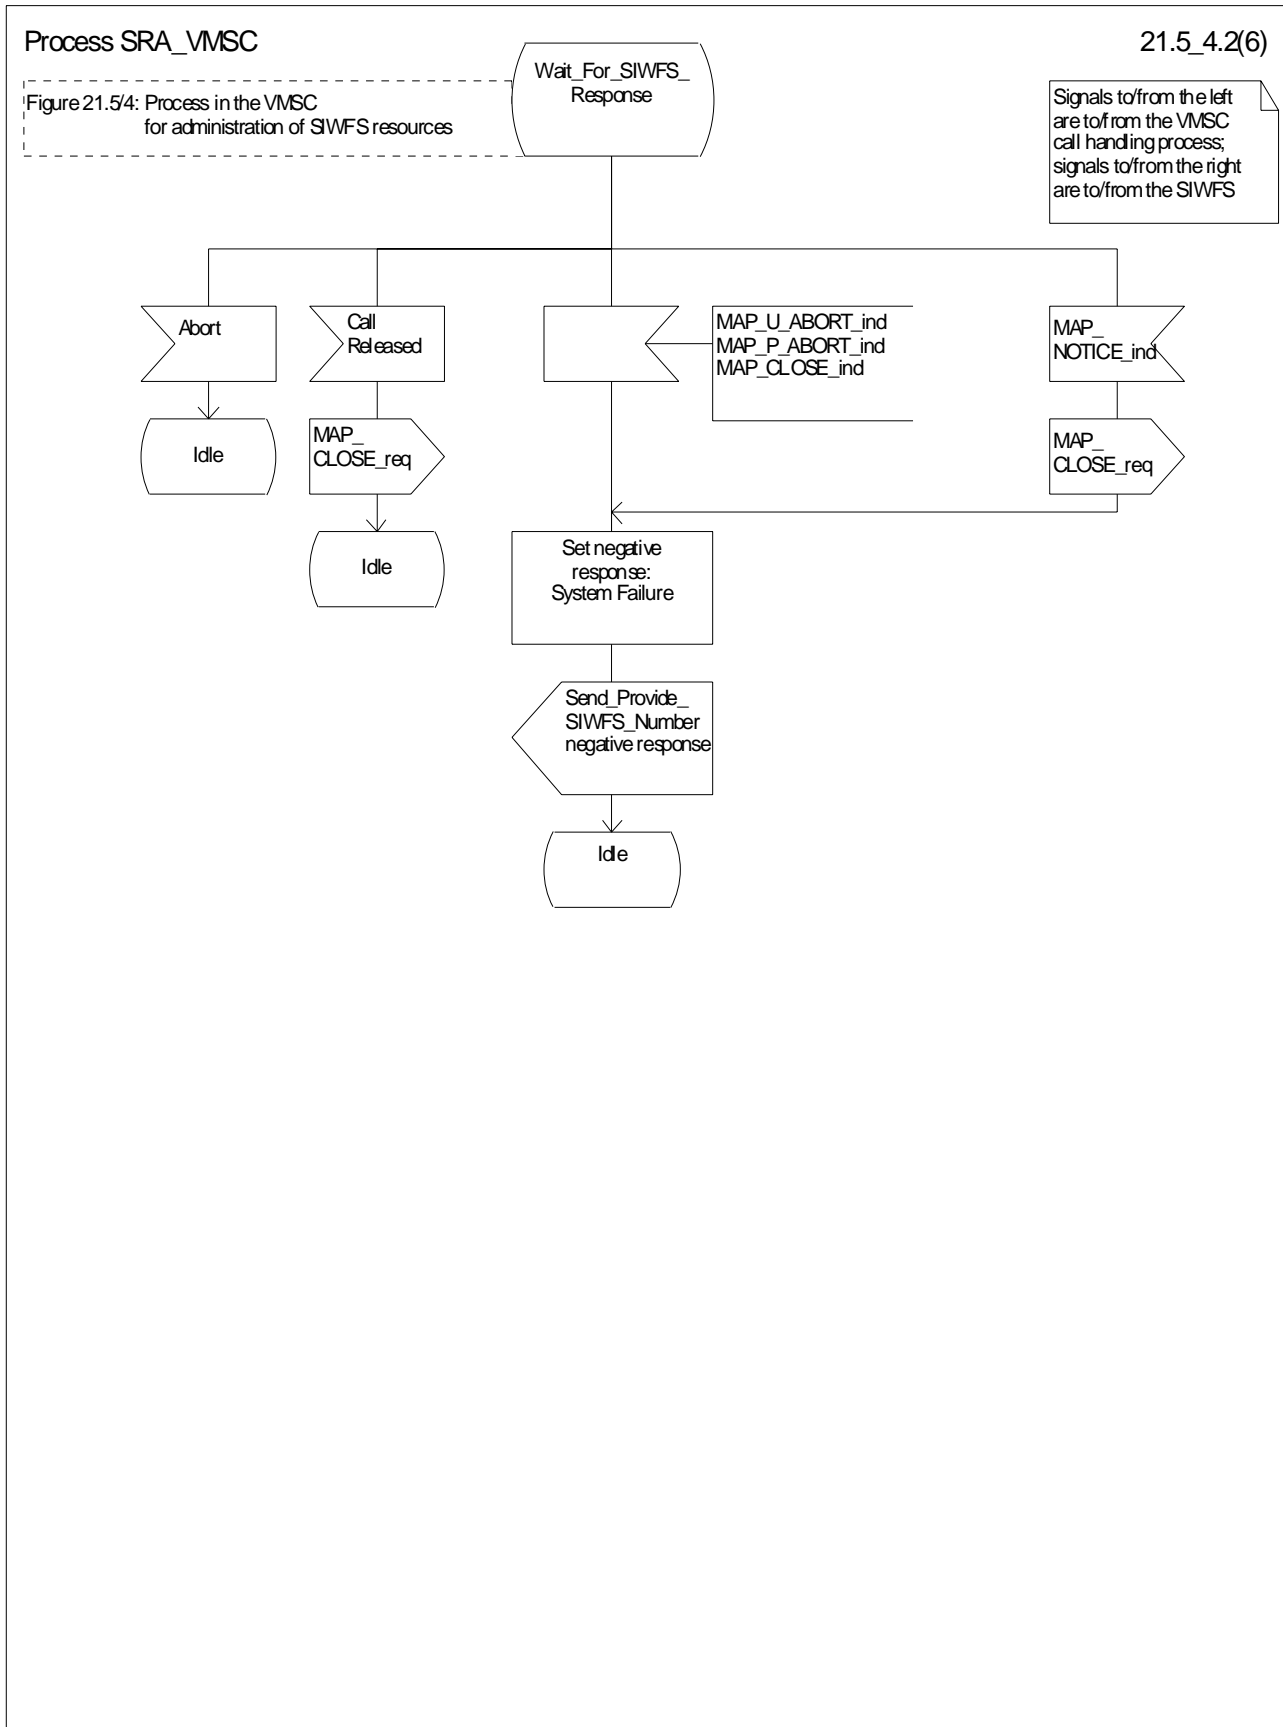 Process SRA_VMSC
21.5_4.2(6)
Figure 21.5/4: Process in the VMSC
for administration of SIWFS resources
Wait_For_SIWFS_
Response
Signals to/from the left
are to/from the VMSC
call handling process;
signals to/from the right
are to/from the SIWFS
Abort
Call
Released
MAP_U_ABORT_ind
MAP_P_ABORT_ind
MAP_CLOSE_ind
MAP_
NOTICE_ind
Idle
MAP_
CLOSE_req
MAP_
CLOSE_req
Idle
Set negative
response:
System Failure
Send_Provide_
SIWFS_Number
negative response
Idle